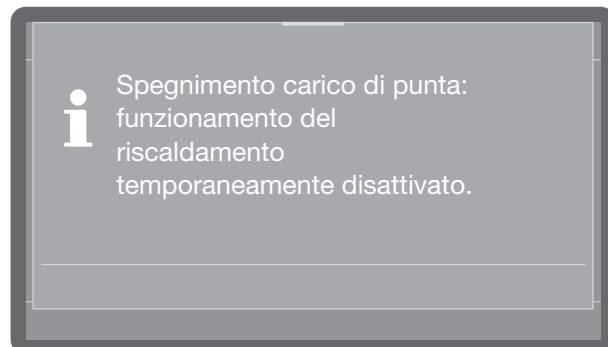 Spegnimento carico di punta:
funzionamento del
riscaldamento
temporaneamente disattivato.